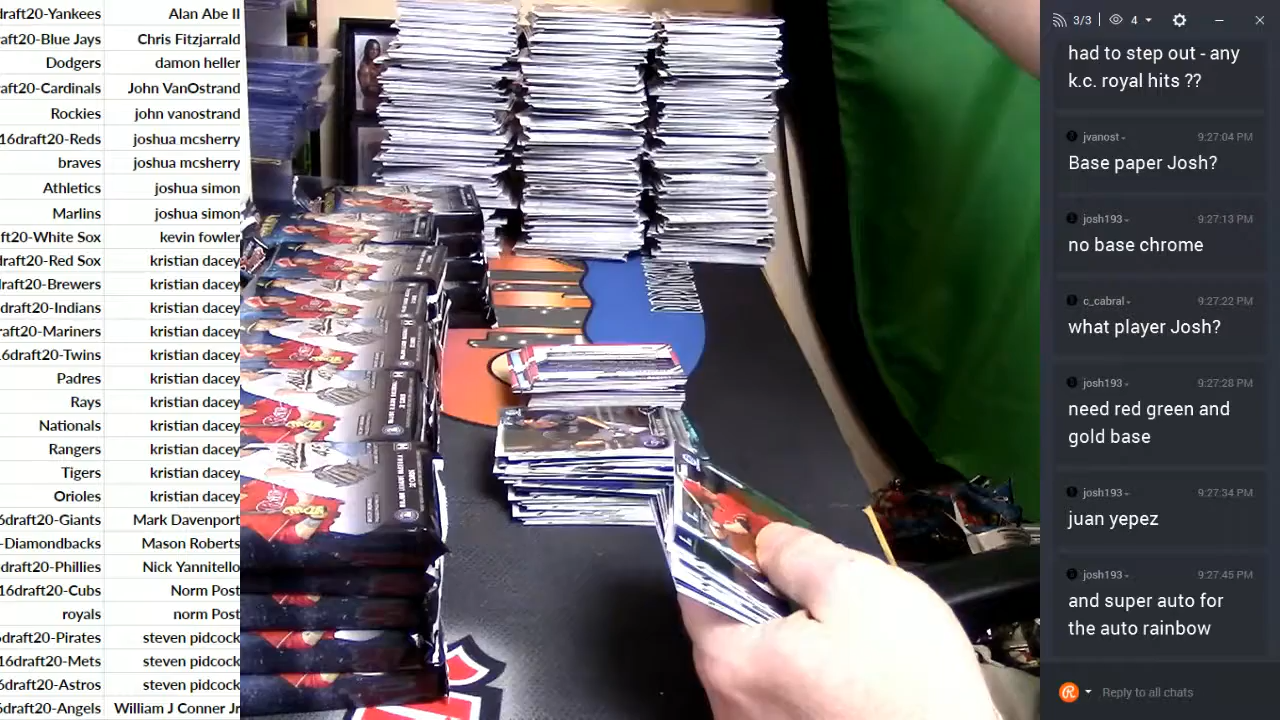 draft20-Yankees Alan Abe II
raft20-Blue Jays Chris Fitzjarrald
Dodgers damon heller
aft20-Cardinals John VanOstrand
Rockies john vanostrand
16draft20-Reds joshua mcsherry
braves joshua mcsherry
Athletics joshua simon
Marlins joshua simon
ft20-White Sox kevin fowler
draft20-Red Sox kristian dacey
draft20-Brewers kristian dacey
draft20-Indians kristian dacey
raft20-Mariners kristian dacey
6draft20-Twins kristian dacey
Padres kristian dacey
Rays kristian dacey
Nationals kristian dacey
Rangers kristian dacey
Tigers kristian dacey
Orioles kristian dacey
6draft20-Giants Mark Davenport
-Diamondbacks Mason Roberts
draft20-Phillies Nick Yannitello
16draft20-Cubs Norm Post
royals norm Post
draft20-Pirates steven pidcock
16draft20-Mets steven pidcock
6draft20-Astros steven pidcock
6draft20-Angels William J Conner Jr
3/3 4
had to step out - any
k.c. royal hits ??
jvanost 9:27:04 PM
Base paper Josh?
josh193 9:27:13 PM
no base chrome
c_cabral 9:27:22 PM
what player Josh?
josh193 9:27:28 PM
need red green and
gold base
josh193 9:27:34 PM
juan yepez
josh193 9:27:45 PM
and super auto for
the auto rainbow
Reply to all chats